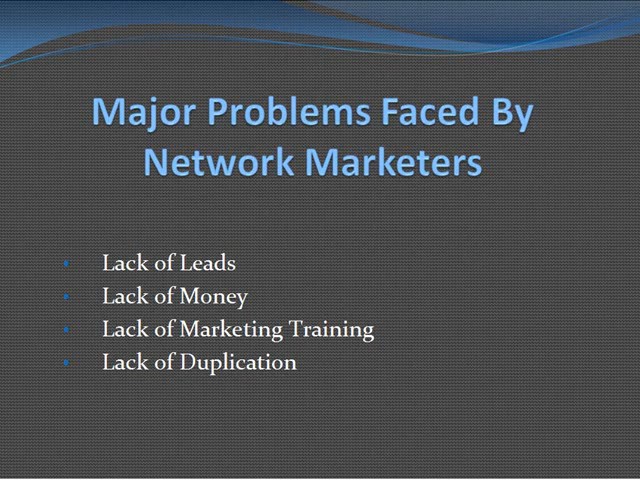 Major Problems Faced By
Network Marketers
Lack of Leads
Lack of Money
Lack of Marketing Training
Lack of Duplication